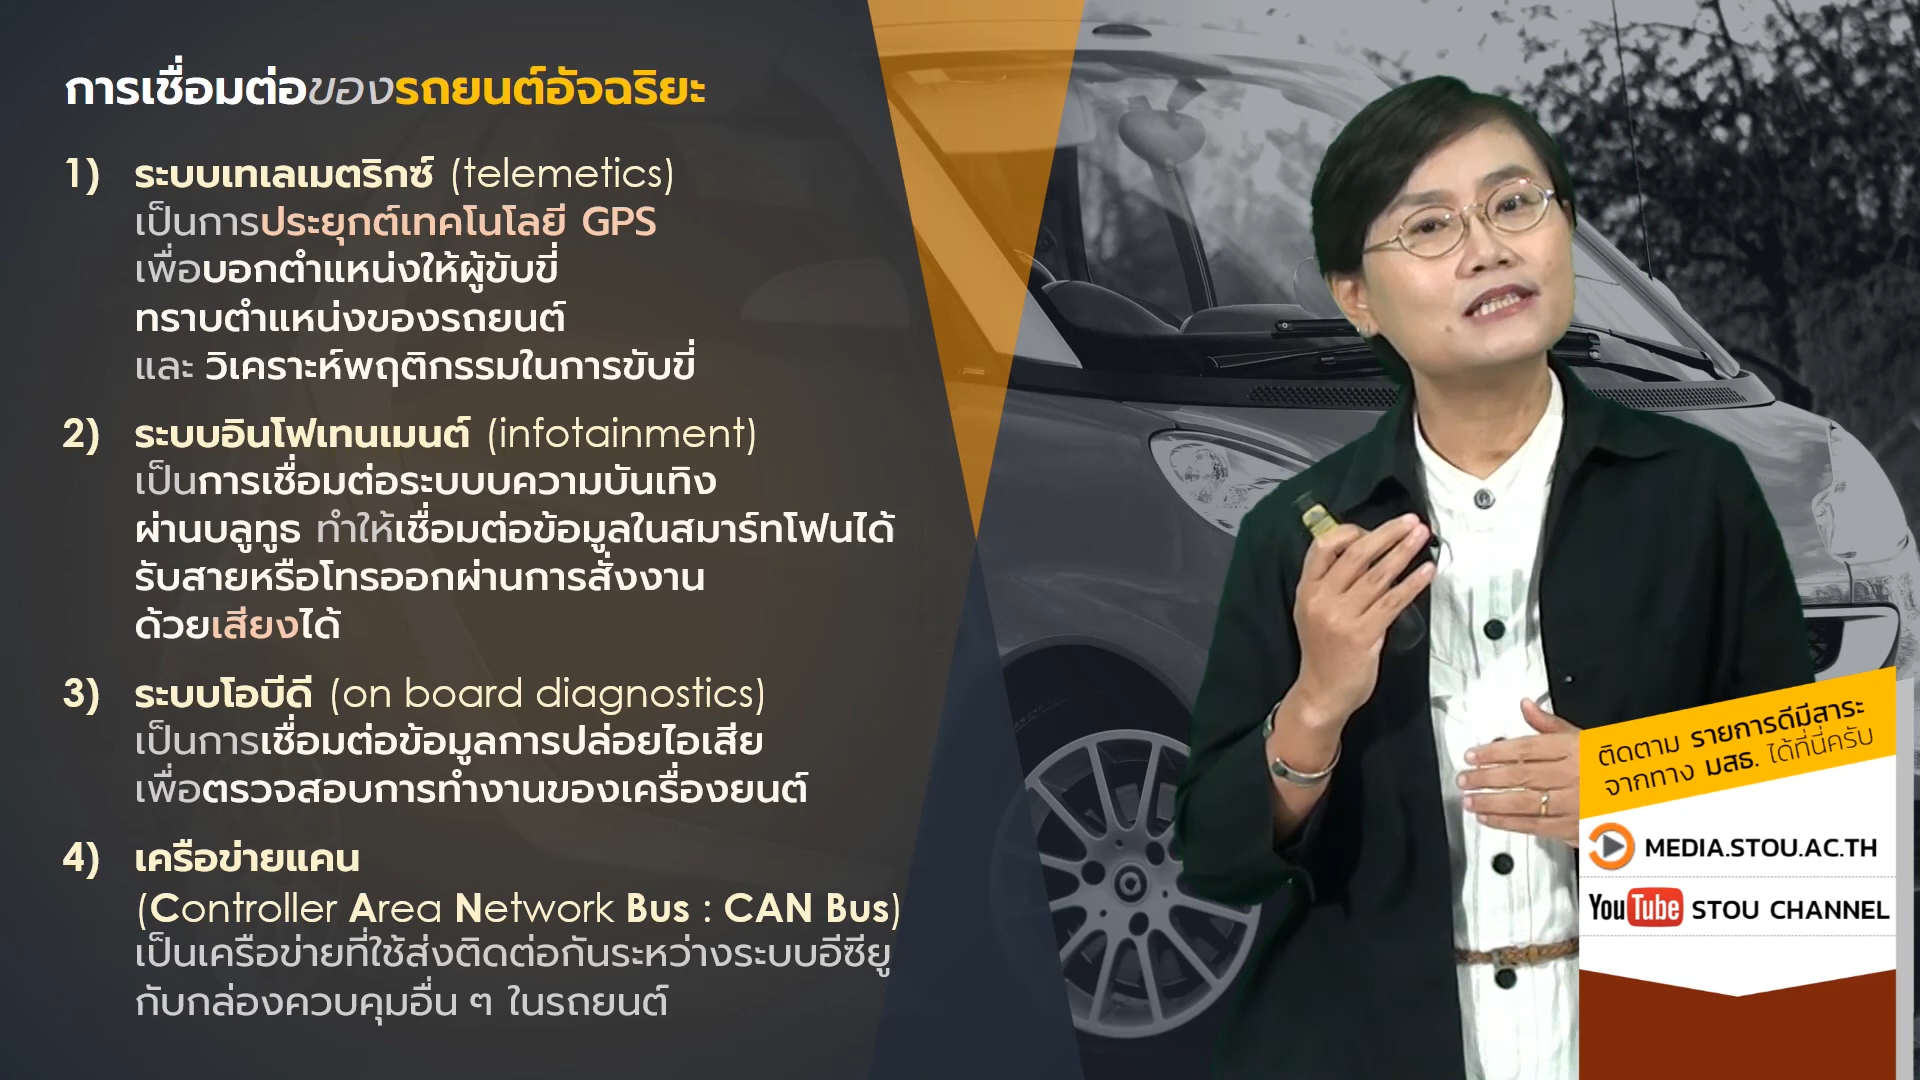 การเชื่อมต่อของรถยนต์อัจฉริยะ
1) ระบบเทเลเมตริกซ์ (telemetics)
เป็นการประยุกต์เทคโนโลยี GPS
เพื่อบอกตำแหน่งให้ผู้ขับขี่
ทราบตำแหน่งของรถยนต์
และ วิเคราะห์พฤติกรรมในการขับขี่
2) ระบบอินโฟเทนเมนต์ (infotainment)
เป็นการเชื่อมต่อระบบบความบันเทิง
ผ่านบลูทูธ ทำให้เชื่อมต่อข้อมูลในสมาร์ทโฟนได้
รับสายหรือโทรออกผ่านการสั่งงาน
ด้วยเสียงได้
3) ระบบโอบีดี (on board diagnostics)
เป็นการเชื่อมต่อข้อมูลการปล่อยไอเสีย
เพื่อตรวจสอบการทำงานของเครื่องยนต์
4) เครือข่ายแคน
(Controller Area Network Bus : CAN Bus)
เป็นเครือข่ายที่ใช้ส่งติดต่อกันระหว่างระบบอีซียู
กับกล่องควบคุมอื่น ๆ ในรถยนต์
ติดตาม รายการดีมีสาระ
จากทาง มสธ. ได้ที่นี่ครับ
MEDIA.STOU.AC.TH
YouTube STOU CHANNEL